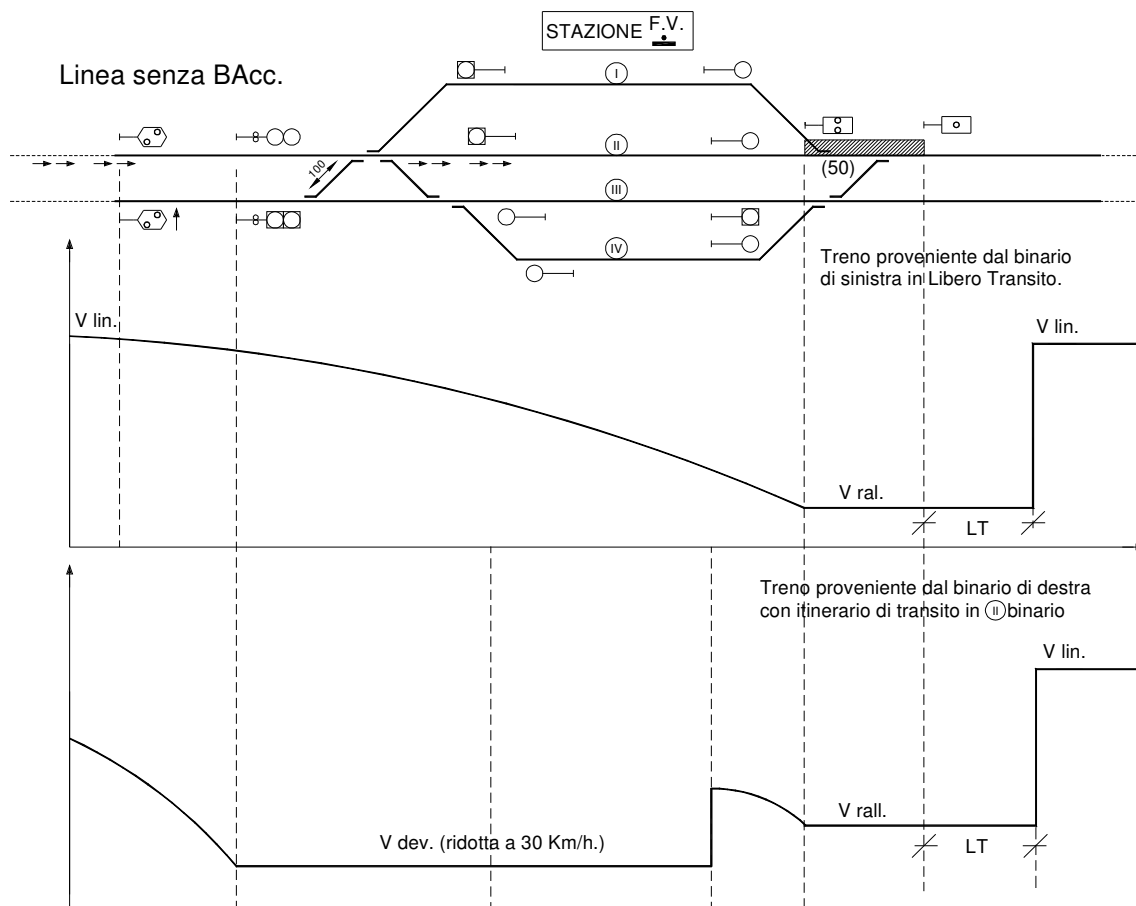 STAZIONE F.V.
Linea senza BAcc.
I
II
100
(50)
III
IV
Treno proveniente dal binario
di sinistra in Libero Transito.
V lin.
V lin.
V ral.
LT
Treno proveniente dal binario di destra
con itinerario di transito in II binario
V lin.
V rall.
V dev. (ridotta a 30 Km/h.)
LT